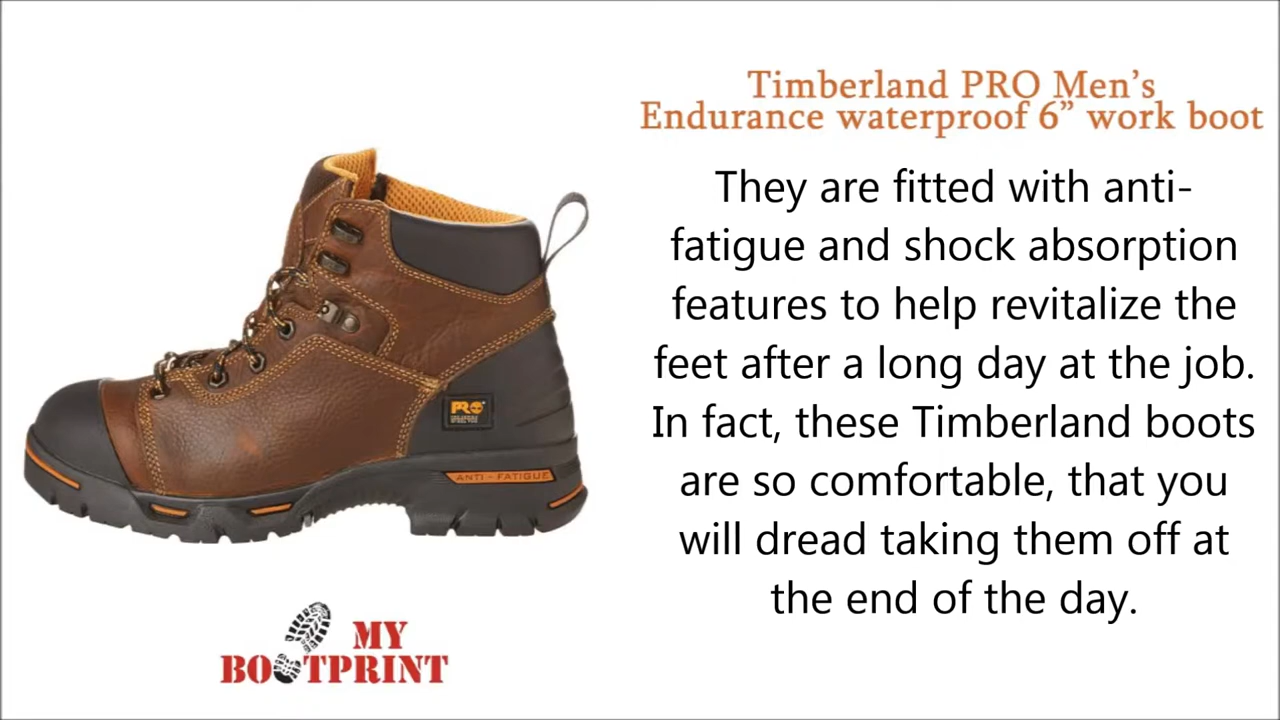 Timberland PRO Men’s
Endurance waterproof 6” work boot
They are fitted with anti-
fatigue and shock absorption
features to help revitalize the
feet after a long day at the job.
In fact, these Timberland boots
are so comfortable, that you
will dread taking them off at
the end of the day.
PRO
ANTI-FATIGUE
MY
BOOTPRINT